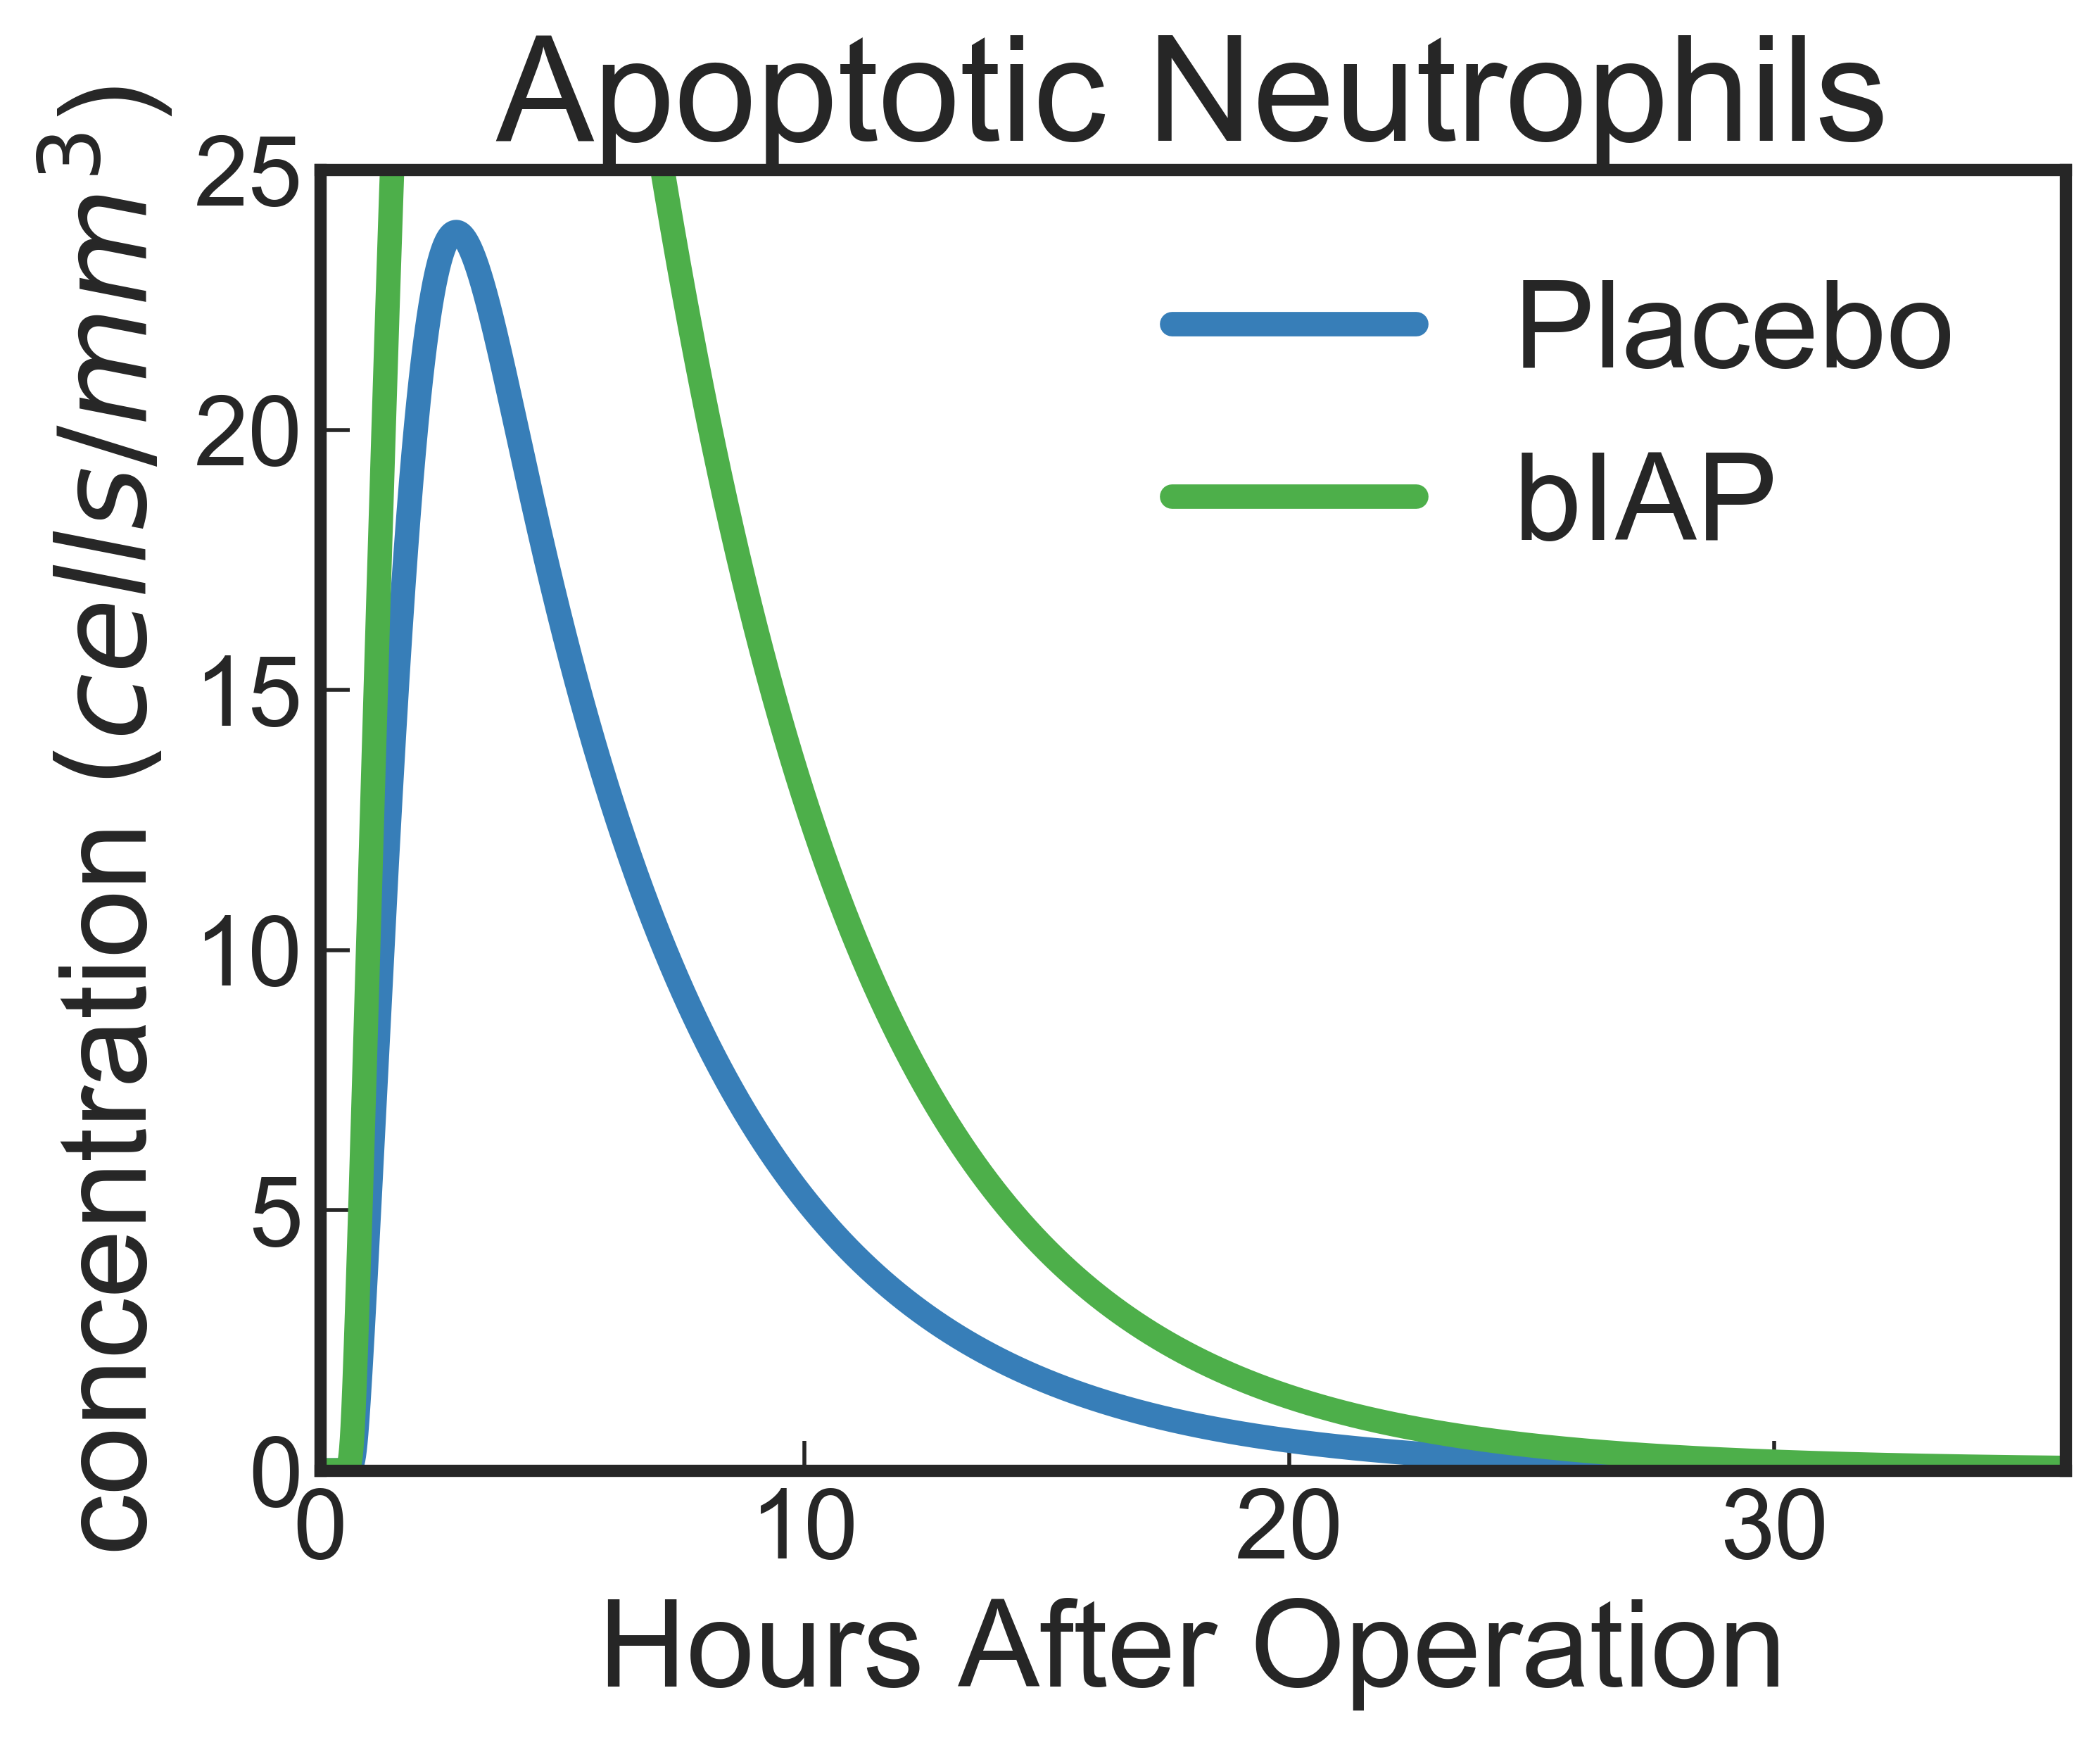 Apoptotic Neutrophils
concentration (cells/mm³)
25
20
15
10
5
0
Placebo
bIAP
0 10 20 30
Hours After Operation